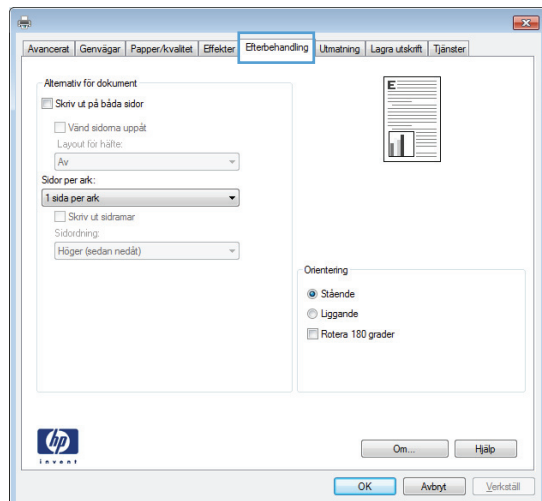 Avancerat Genvägar Papper/kvalitet Effekter Efterbehandling Utmatning Lagra utskrift Tjänster
Alternativ för dokument
Skriv ut på båda sidor
Vänd sidorna uppåt
Layout för häfte:
Av
Sidor per ark:
1 sida per ark
Skriv ut sidramar
Sidordning:
Höger (sedan nedåt)
E
Orientering
Stående
Liggande
Rotera 180 grader
hp
invent
Om... Hjälp
OK Avbryt Verkställ